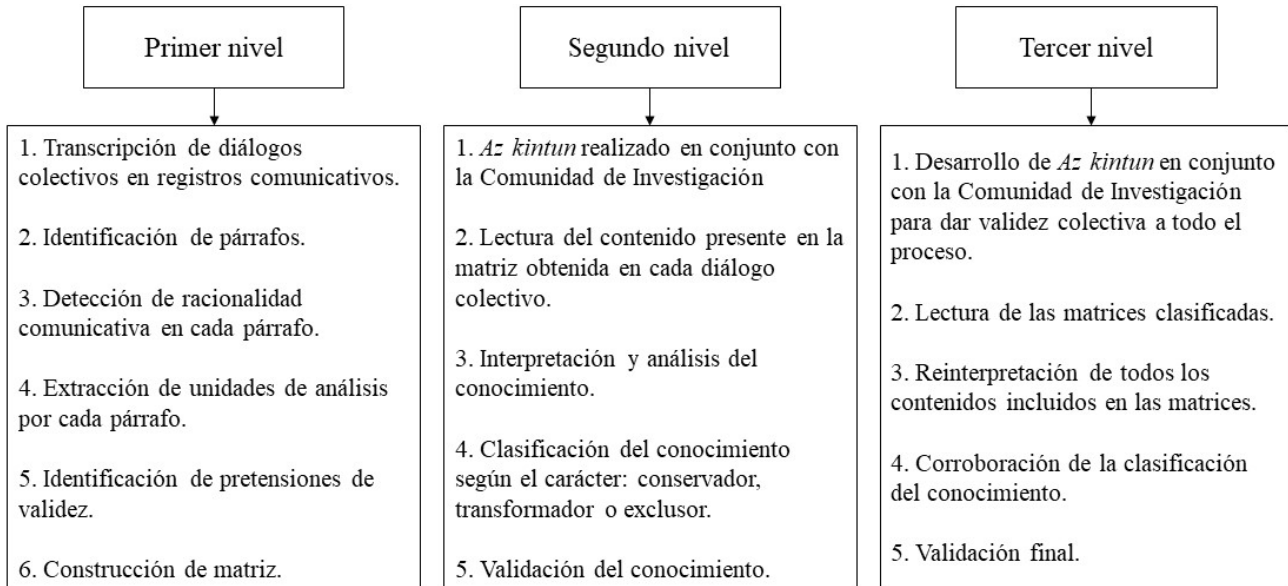 Primer nivel
1. Transcripción de diálogos
colectivos en registros comunicativos.
2. Identificación de párrafos.
3. Detección de racionalidad
comunicativa en cada párrafo.
4. Extracción de unidades de análisis
por cada párrafo.
5. Identificación de pretensiones de
validez.
6. Construcción de matriz.
Segundo nivel
1. Az kintun realizado en conjunto con
la Comunidad de Investigación
2. Lectura del contenido presente en la
matriz obtenida en cada diálogo
colectivo.
3. Interpretación y análisis del
conocimiento.
4. Clasificación del conocimiento
según el carácter: conservador,
transformador o exclusor.
5. Validación del conocimiento.
Tercer nivel
1. Desarrollo de Az kintun en conjunto
con la Comunidad de Investigación
para dar validez colectiva a todo el
proceso.
2. Lectura de las matrices clasificadas.
3. Reinterpretación de todos los
contenidos incluidos en las matrices.
4. Corroboración de la clasificación
del conocimiento.
5. Validación final.